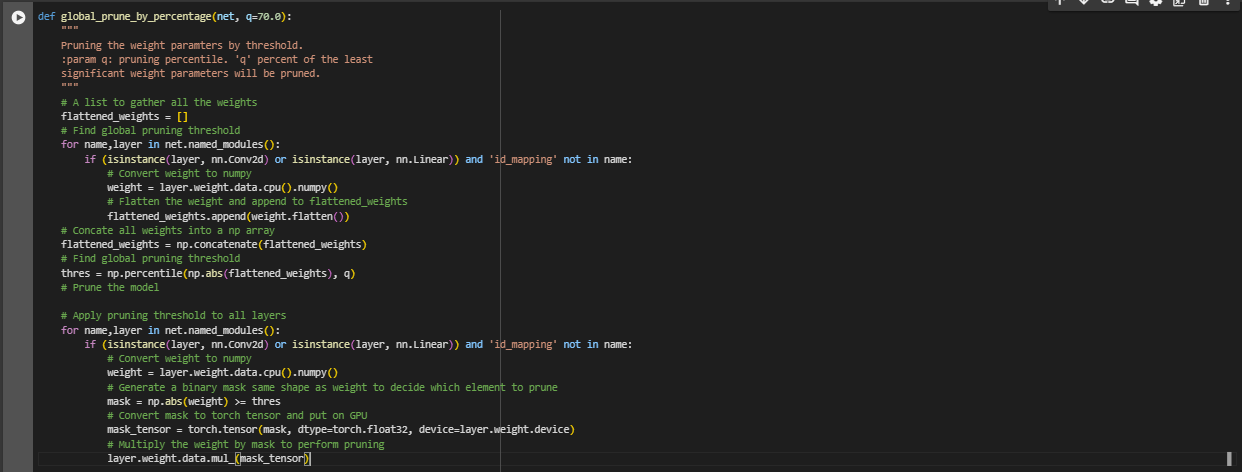 def global_prune_by_percentage(net, q=70.0):
    """
    Pruning the weight paramters by threshold.
    :param q: pruning percentile. 'q' percent of the least
    significant weight parameters will be pruned.
    """
    # A list to gather all the weights
    flattened_weights = []
    # Find global pruning threshold
    for name,layer in net.named_modules():
        if (isinstance(layer, nn.Conv2d) or isinstance(layer, nn.Linear)) and 'id_mapping' not in name:
            # Convert weight to numpy
            weight = layer.weight.data.cpu().numpy()
            # Flatten the weight and append to flattened_weights
            flattened_weights.append(weight.flatten())
    # Concate all weights into a np array
    flattened_weights = np.concatenate(flattened_weights)
    # Find global pruning threshold
    thres = np.percentile(np.abs(flattened_weights), q)
    # Prune the model

    # Apply pruning threshold to all layers
    for name,layer in net.named_modules():
        if (isinstance(layer, nn.Conv2d) or isinstance(layer, nn.Linear)) and 'id_mapping' not in name:
            # Convert weight to numpy
            weight = layer.weight.data.cpu().numpy()
            # Generate a binary mask same shape as weight to decide which element to prune
            mask = np.abs(weight) >= thres
            # Convert mask to torch tensor and put on GPU
            mask_tensor = torch.tensor(mask, dtype=torch.float32, device=layer.weight.device)
            # Multiply the weight by mask to perform pruning
            layer.weight.data.mul_(mask_tensor)